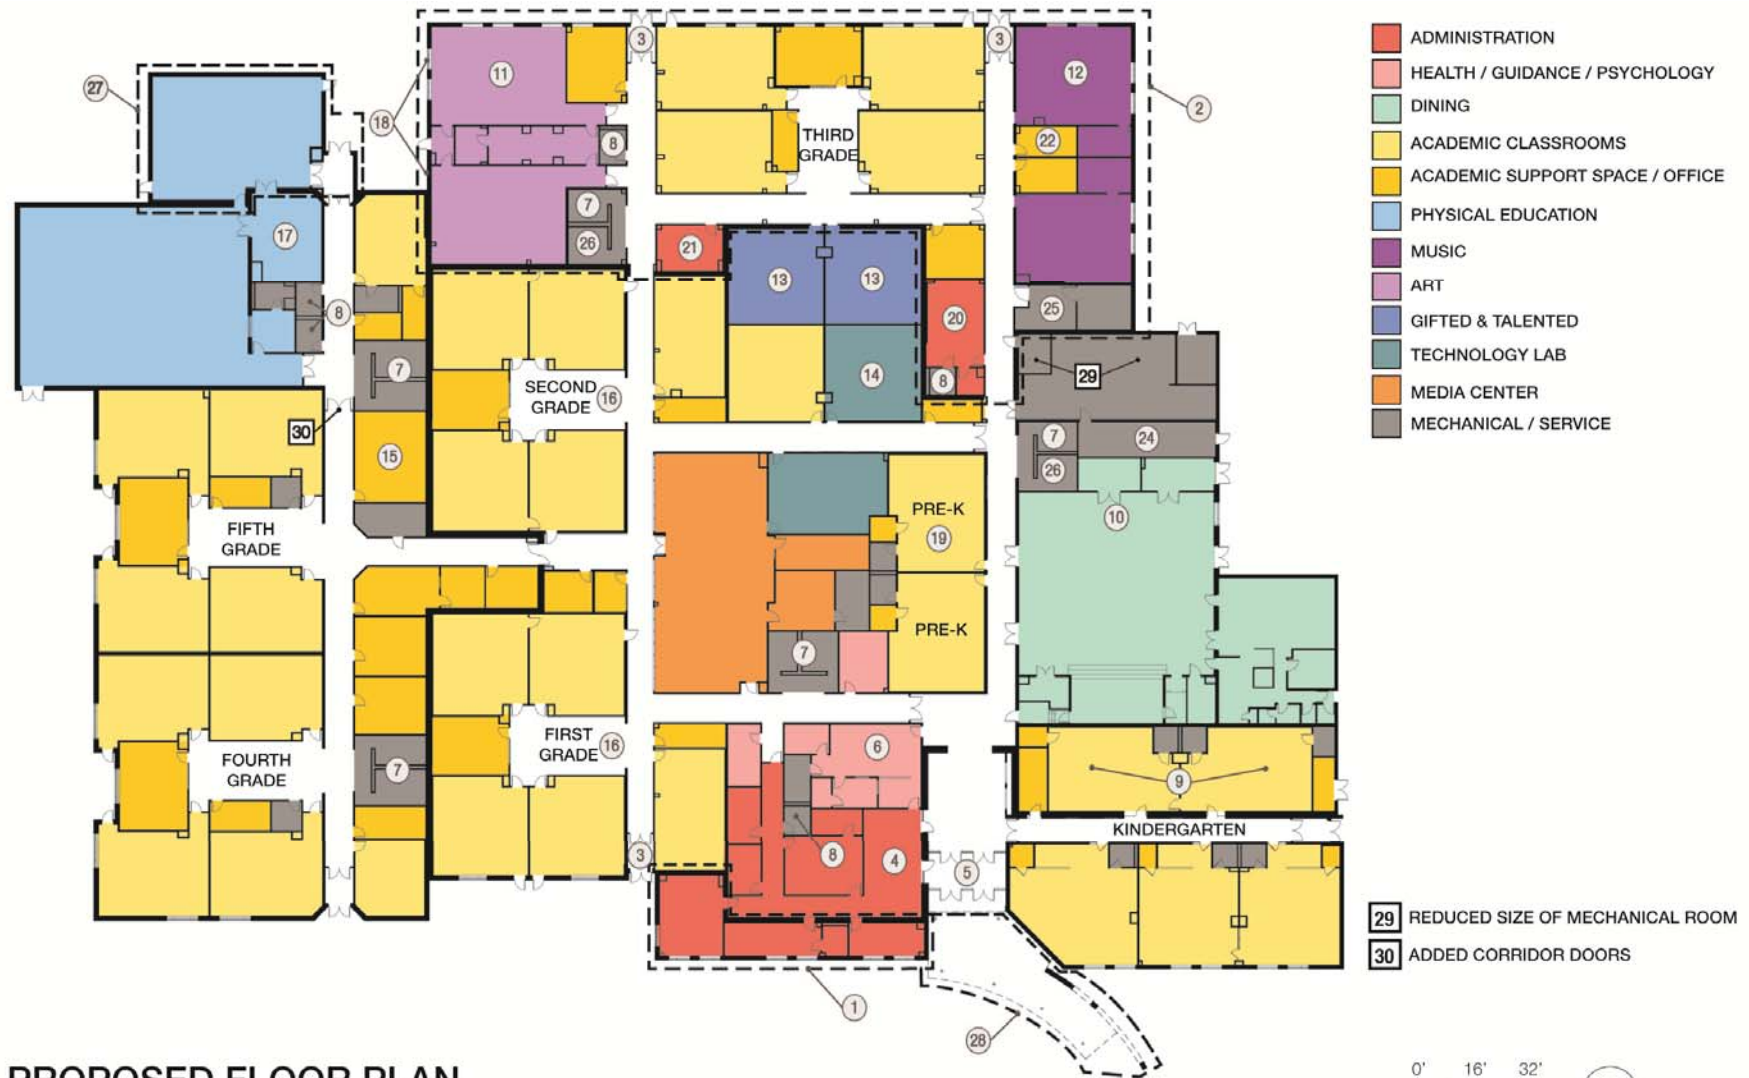 ADMINISTRATION
HEALTH / GUIDANCE / PSYCHOLOGY
DINING
ACADEMIC CLASSROOMS
ACADEMIC SUPPORT SPACE / OFFICE
PHYSICAL EDUCATION
MUSIC
ART
GIFTED & TALENTED
TECHNOLOGY LAB
MEDIA CENTER
MECHANICAL / SERVICE
3
3
11
12
27
2
18
8
THIRD
GRADE
22
7
26
17
21
13
13
8
25
20
7
14
8
29
SECOND
GRADE
16
30
15
7
24
26
PRE-K
19
10
FIFTH
GRADE
PRE-K
7
FIRST
GRADE
16
6
FOURTH
GRADE
7
9
KINDERGARTEN
3
8
4
5
29 REDUCED SIZE OF MECHANICAL ROOM
30 ADDED CORRIDOR DOORS
1
28
PROPOSED FLOOR PLAN
0' 16' 32'